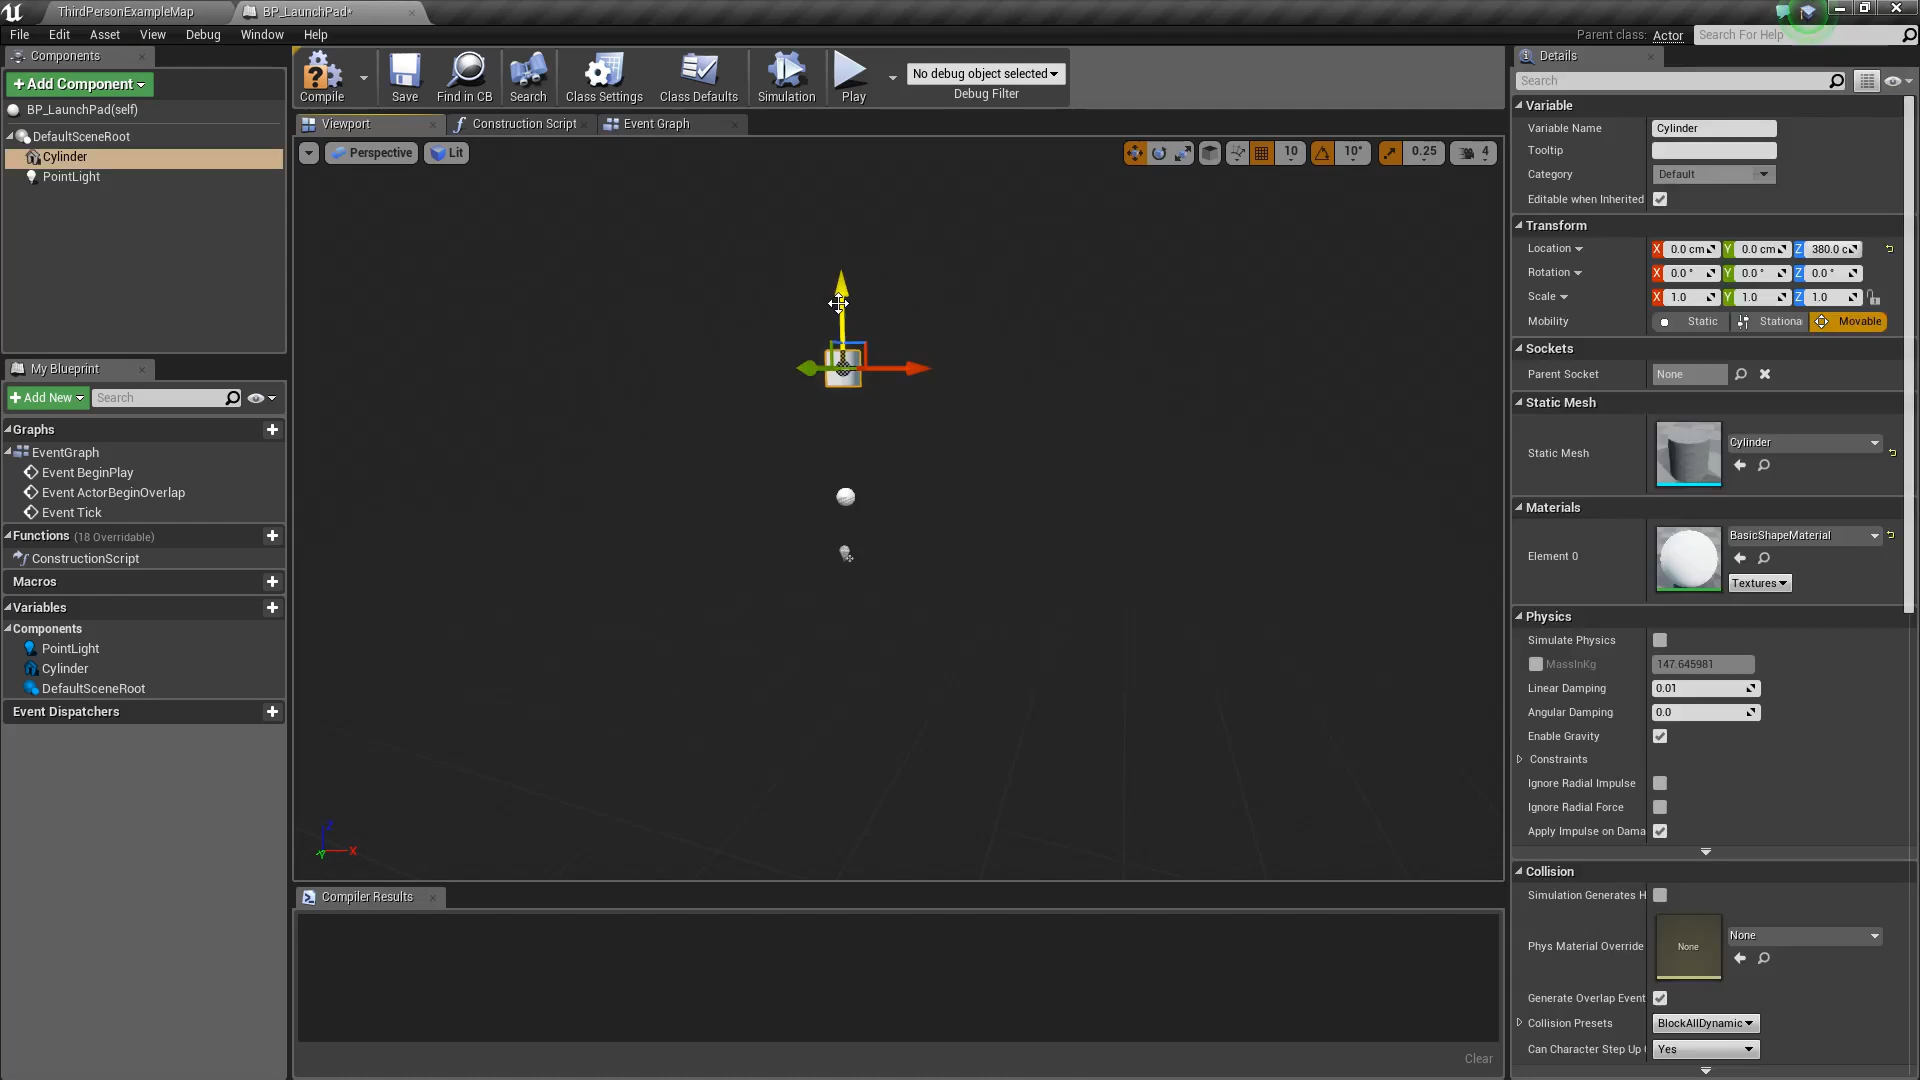 ThirdPersonExampleMap
BP_LaunchPad*
File Edit Asset View Debug Window Help
Parent class: Actor
Search For Help
Components
+Add Component
BP_LaunchPad(self)
DefaultSceneRoot
Cylinder
PointLight
Compile
Save
Find in CB
Search
Class Settings
Class Defaults
Simulation
Play
No debug object selected
Debug Filter
Viewport
Construction Script
Event Graph
Perspective
Lit
10
10°
0.25
4
Z
X
Y
My Blueprint
+Add New
Search
Graphs
EventGraph
Event BeginPlay
Event ActorBeginOverlap
Event Tick
Functions (18 Overridable)
ConstructionScript
Macros
Variables
Components
PointLight
Cylinder
DefaultSceneRoot
Event Dispatchers
Compiler Results
Clear
Details
Search
Variable
Variable Name Cylinder
Tooltip
Category Default
Editable when Inherited
Transform
Location X 0.0 cm Y 0.0 cm Z 380.0 c
Rotation X 0.0 ° Y 0.0 ° Z 0.0 °
Scale X 1.0 Y 1.0 Z 1.0
Mobility Static Stationa Movable
Sockets
Parent Socket None
Static Mesh
Static Mesh Cylinder
Materials
Element 0 BasicShapeMaterial
Textures
Physics
Simulate Physics
MassInKg 147.645981
Linear Damping 0.01
Angular Damping 0.0
Enable Gravity
Constraints
Ignore Radial Impulse
Ignore Radial Force
Apply Impulse on Dama
Collision
Simulation Generates H
Phys Material Override None None
Generate Overlap Event
Collision Presets BlockAllDynamic
Can Character Step Up Yes